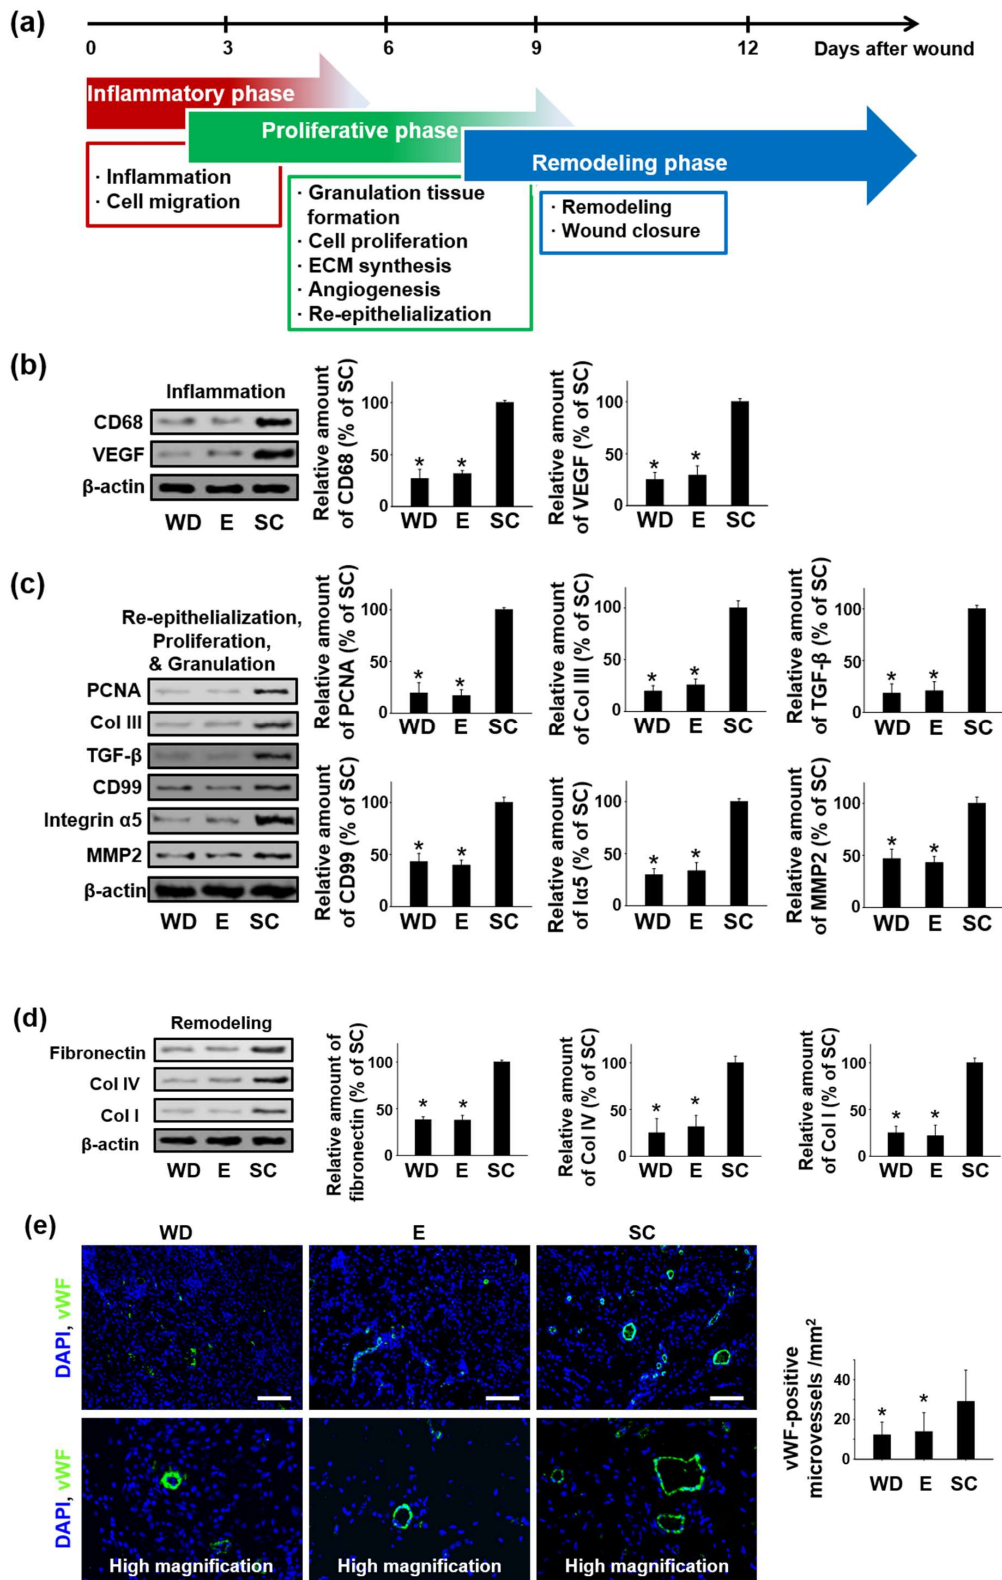 (a)
0 3 6 9 12 Days after wound
Inflammatory phase
Proliferative phase
Remodeling phase
· Inflammation
· Cell migration
· Granulation tissue
formation
· Cell proliferation
· ECM synthesis
· Angiogenesis
· Re-epithelialization
· Remodeling
· Wound closure
(b)
Inflammation
CD68
VEGF
β-actin
WD E SC
Relative amount
of CD68 (% of SC)
100
50
0
* *
WD E SC
Relative amount
of VEGF (% of SC)
100
50
0
* *
WD E SC
(c)
Re-epithelialization,
Proliferation,
& Granulation
PCNA
Col III
TGF-β
CD99
Integrin α5
MMP2
β-actin
WD E SC
Relative amount
of PCNA (% of SC)
100
50
0
* *
WD E SC
Relative amount
of Col III (% of SC)
100
50
0
* *
WD E SC
Relative amount
of TGF-β (% of SC)
100
50
0
* *
WD E SC
Relative amount
of CD99 (% of SC)
100
50
0
* *
WD E SC
Relative amount
of Iα5 (% of SC)
100
50
0
* *
WD E SC
Relative amount
of MMP2 (% of SC)
100
50
0
* *
WD E SC
(d)
Remodeling
Fibronectin
Col IV
Col I
β-actin
WD E SC
Relative amount of
fibronectin (% of SC)
100
50
0
* *
WD E SC
Relative amount
of Col IV (% of SC)
100
50
0
* *
WD E SC
Relative amount
of Col I (% of SC)
100
50
0
* *
WD E SC
(e)
WD E SC
DAPI, vWF
DAPI, vWF
High magnification
High magnification
High magnification
vWF-positive
microvessels /mm2
40
20
0
* *
WD E SC